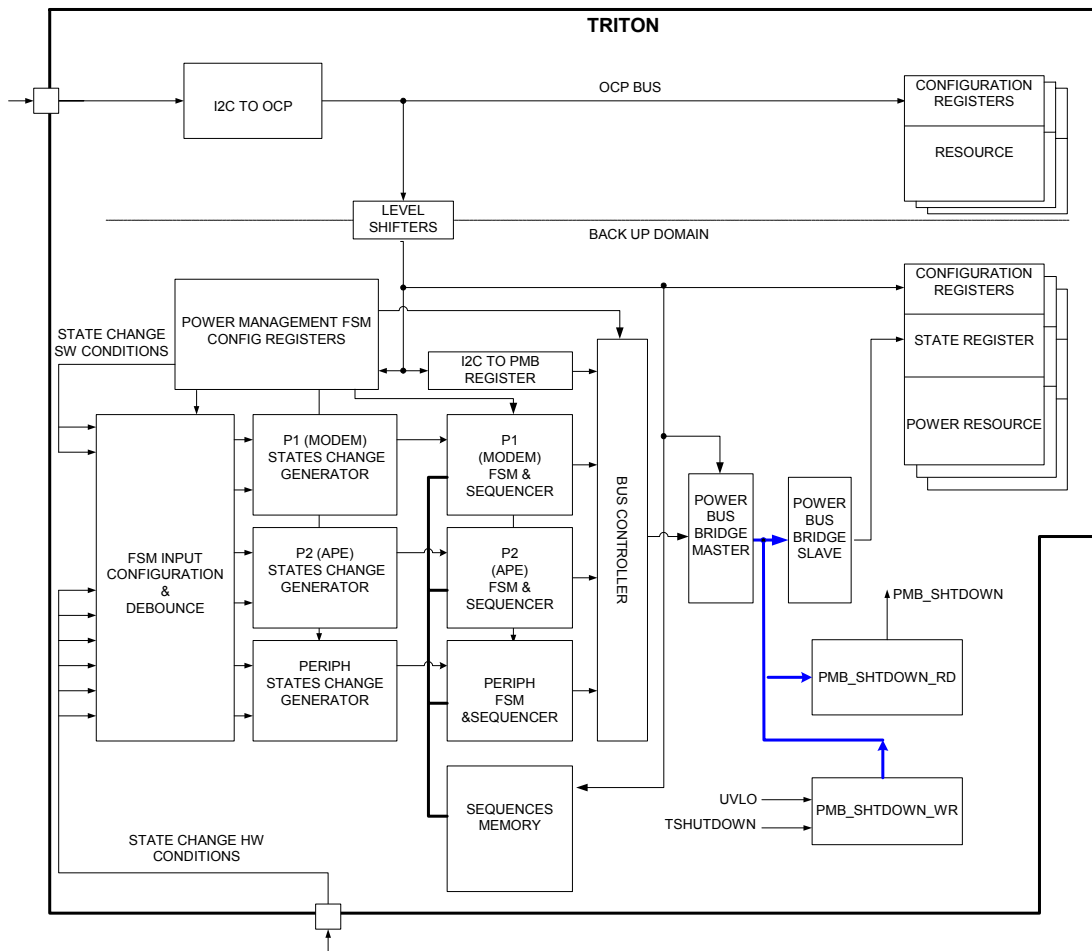 TRITON
I2C TO OCP
OCP BUS
CONFIGURATION
REGISTERS
RESOURCE
LEVEL
SHIFTERS
BACK UP DOMAIN
CONFIGURATION
REGISTERS
STATE REGISTER
POWER RESOURCE
POWER MANAGEMENT FSM
CONFIG REGISTERS
STATE CHANGE
SW CONDITIONS
I2C TO PMB
REGISTER
FSM INPUT
CONFIGURATION
&
DEBOUNCE
P1 (MODEM)
STATES CHANGE
GENERATOR
P1
(MODEM)
FSM &
SEQUENCER
P2 (APE)
STATES CHANGE
GENERATOR
P2
(APE)
FSM &
SEQUENCER
PERIPH
STATES CHANGE
GENERATOR
PERIPH
FSM
&SEQUENCER
BUS CONTROLLER
POWER
BUS
BRIDGE
MASTER
POWER
BUS
BRIDGE
SLAVE
PMB_SHTDOWN
PMB_SHTDOWN_RD
SEQUENCES
MEMORY
UVLO
TSHUTDOWN
PMB_SHTDOWN_WR
STATE CHANGE HW
CONDITIONS